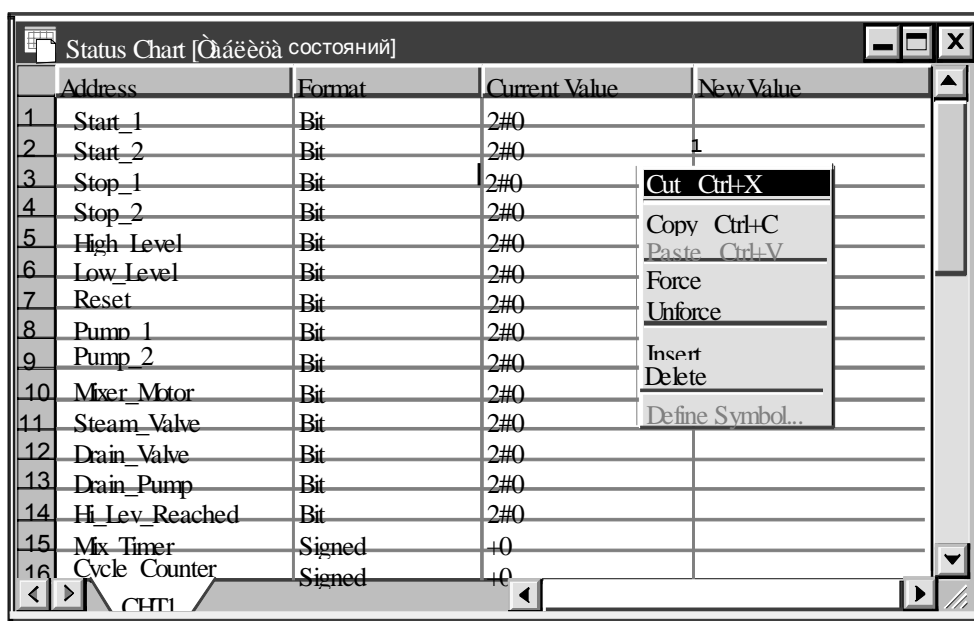 Status Chart [Òàáëèöà состояний]
Address Format Current Value New Value
1 Start_1 Bit 2#0
2 Start_2 Bit 2#0 1
3 Stop_1 Bit 2#0
4 Stop_2 Bit 2#0
5 High_Level Bit 2#0
6 Low_Level Bit 2#0
7 Reset Bit 2#0
8 Pump_1 Bit 2#0
9 Pump_2 Bit 2#0
10 Mixer_Motor Bit 2#0
11 Steam_Valve Bit 2#0
12 Drain_Valve Bit 2#0
13 Drain_Pump Bit 2#0
14 Hi_Lev_Reached Bit 2#0
15 Mix_Timer Signed +0
16 Cycle_Counter Signed +0
CHT1
Cut Ctrl+X
Copy Ctrl+C
Paste Ctrl+V
Force
Unforce
Insert
Delete
Define Symbol...